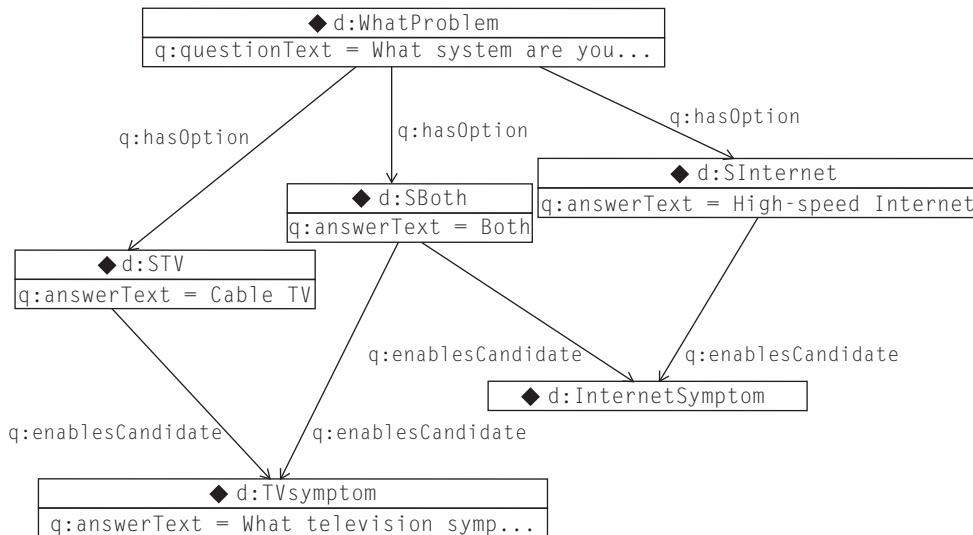 ◆ d:WhatProblem
q:questionText = What system are you...
q:hasOption
q:hasOption
q:hasOption
◆ d:SInternet
q:answerText = High-speed Internet
◆ d:SBoth
q:answerText = Both
◆ d:STV
q:answerText = Cable TV
q:enablesCandidate
q:enablesCandidate
◆ d:InternetSymptom
q:enablesCandidate
q:enablesCandidate
◆ d:TVsymptom
q:answerText = What television symp...